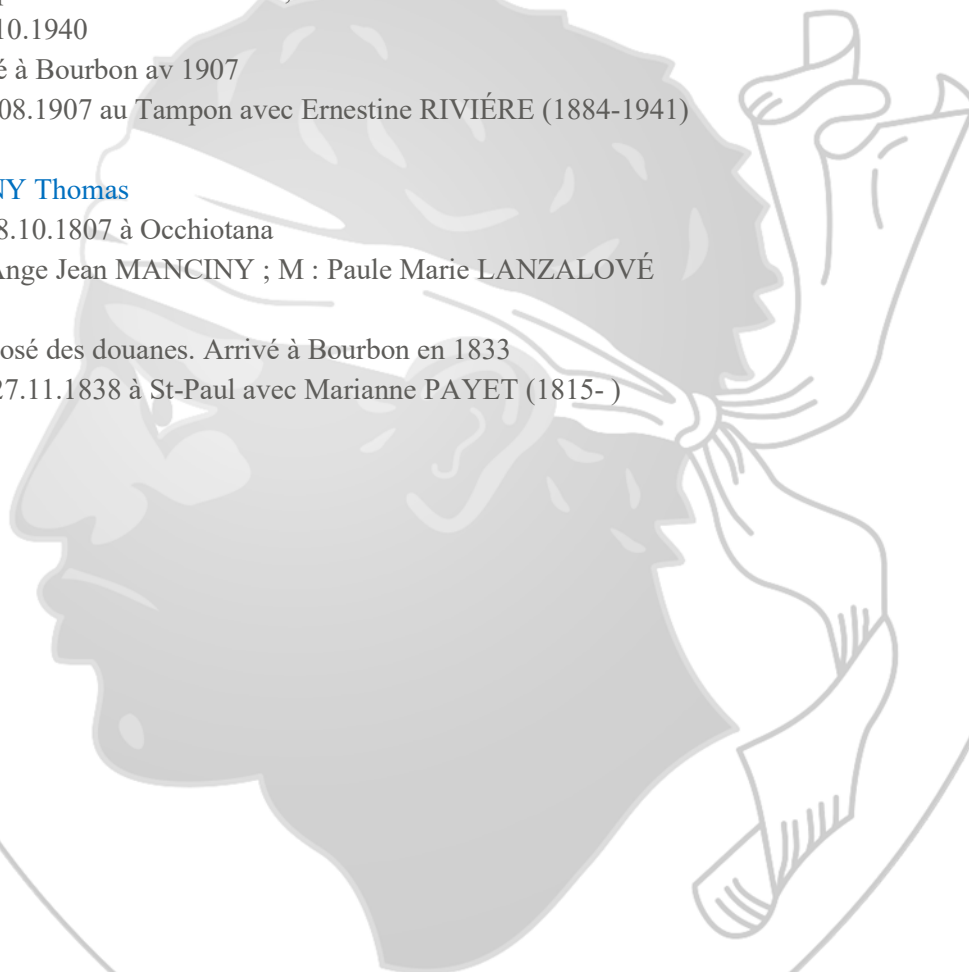 10.1940
é à Bourbon av 1907
08.1907 au Tampon avec Ernestine RIVIÉRE (1884-1941)
NY Thomas
8.10.1807 à Occhiotana
Ange Jean MANCINY ; M : Paule Marie LANZALOVÉ
osé des douanes. Arrivé à Bourbon en 1833
27.11.1838 à St-Paul avec Marianne PAYET (1815- )